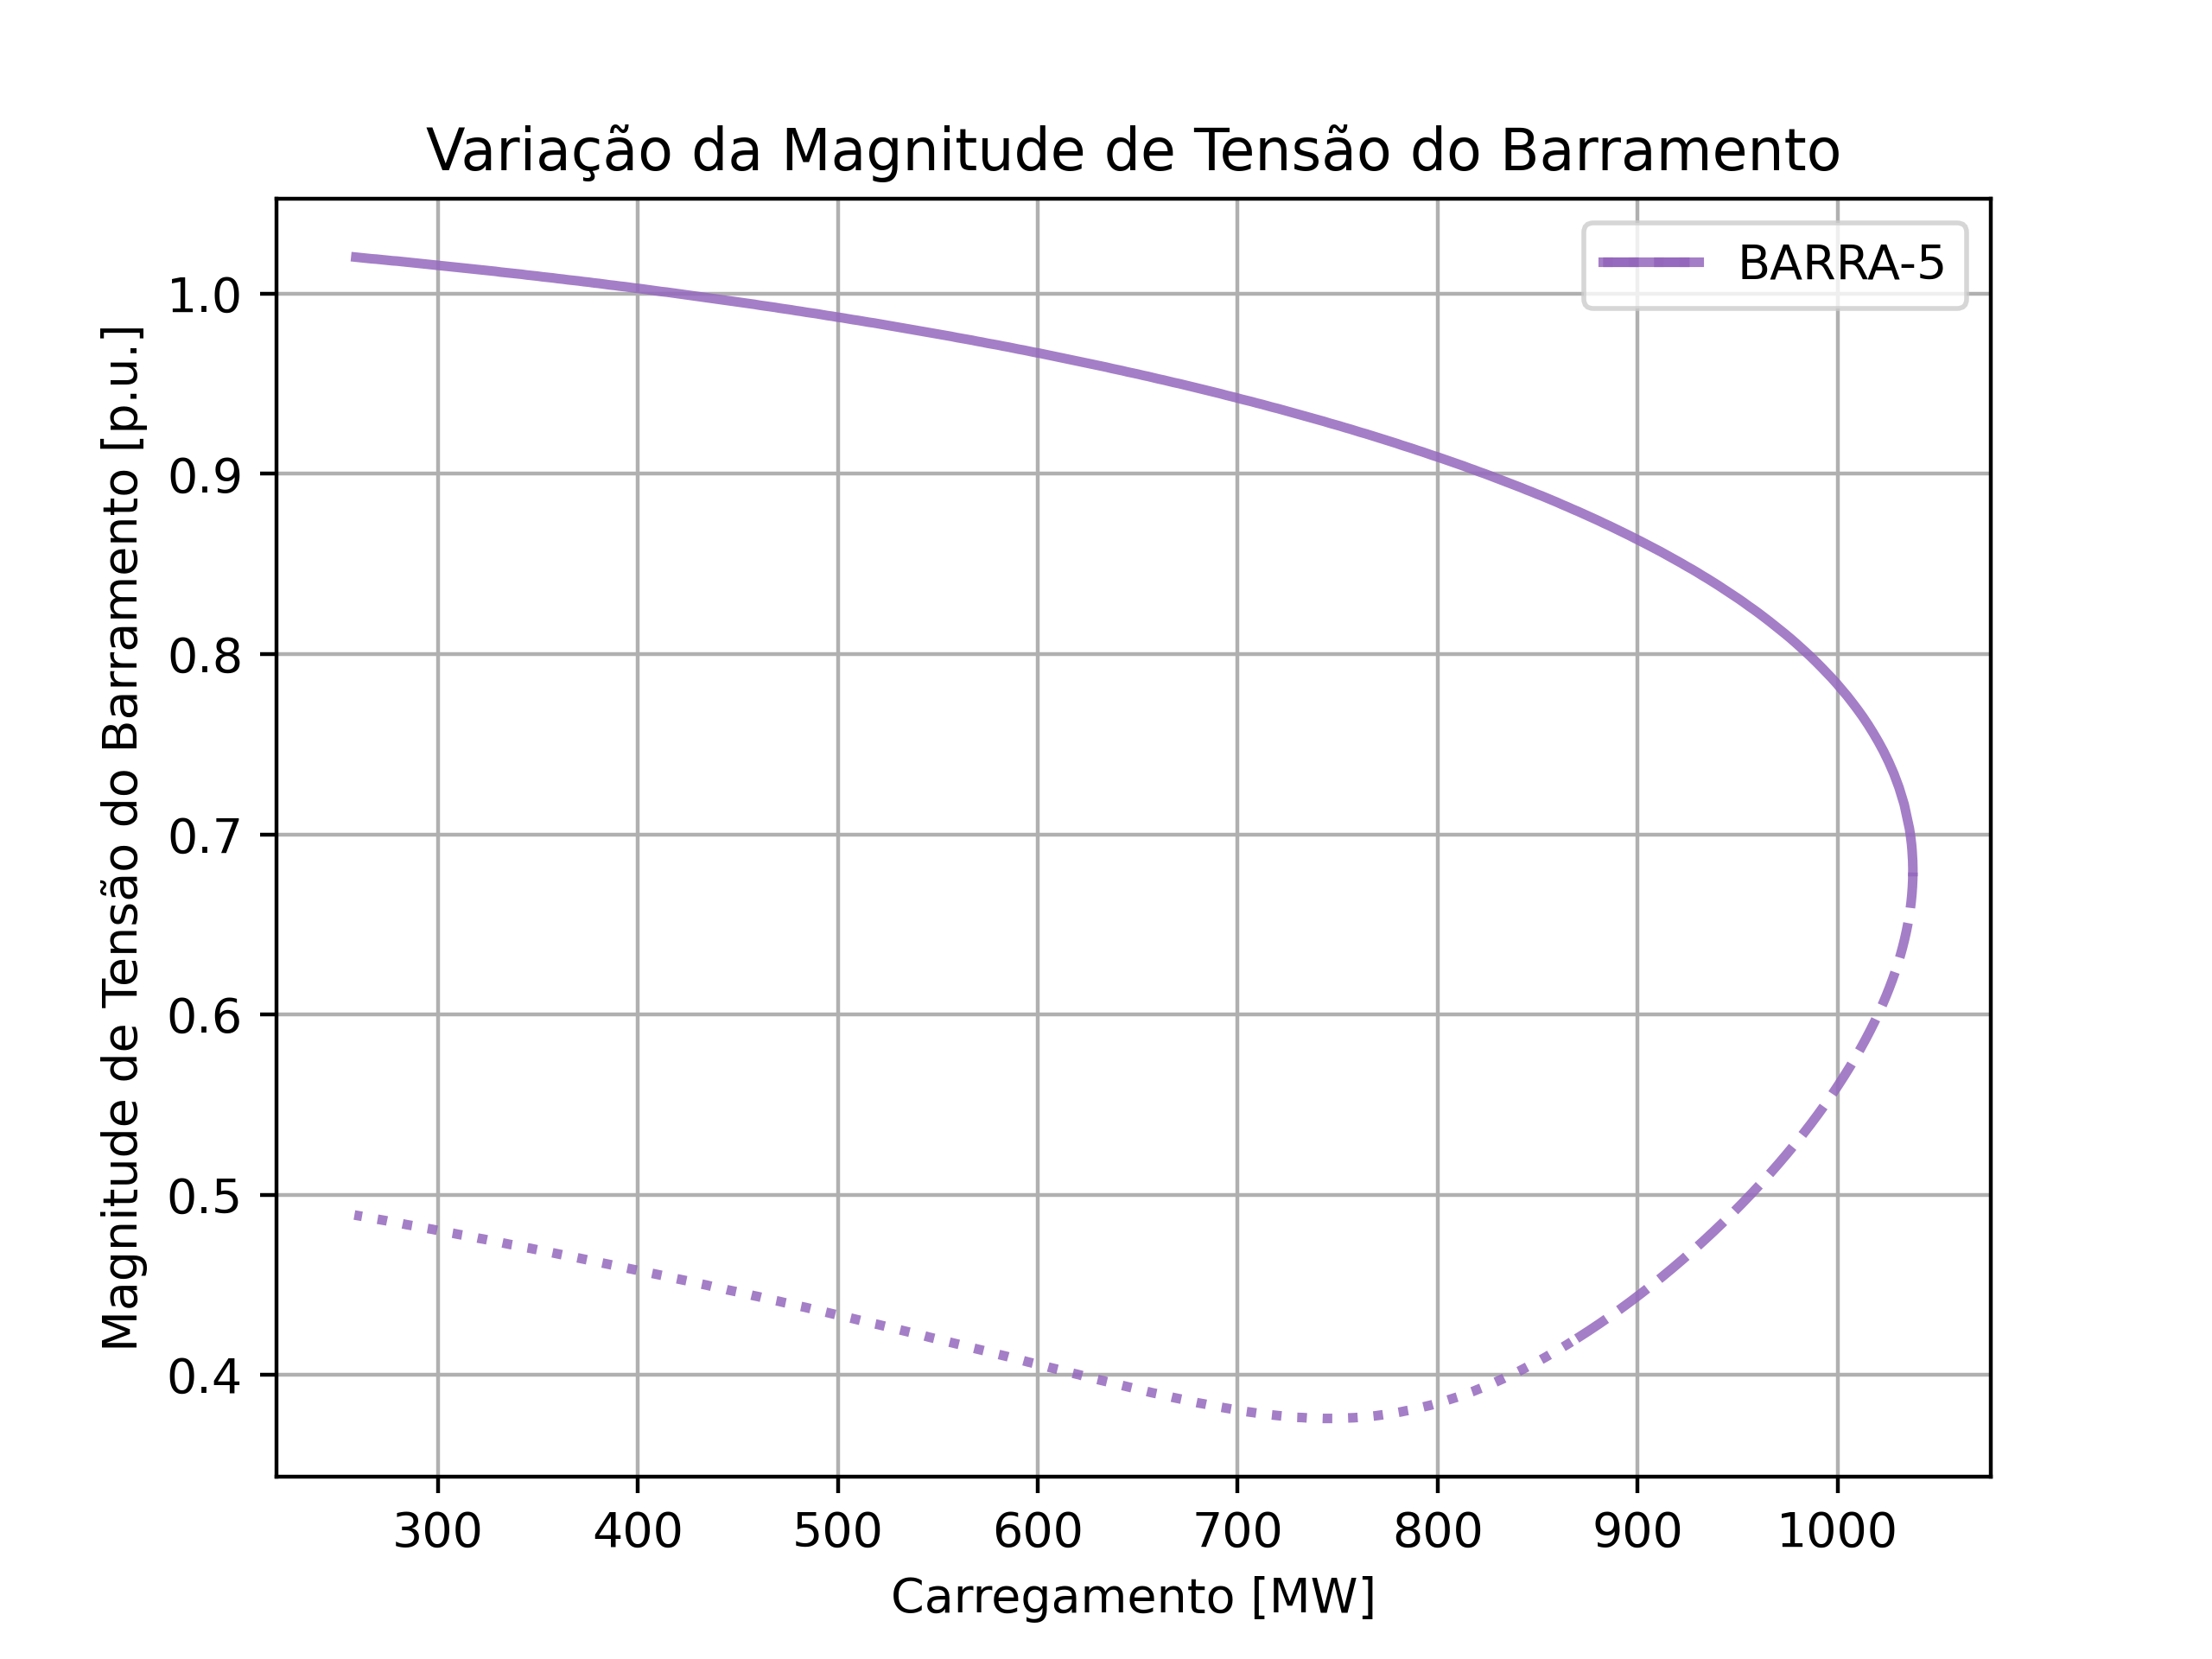 Variação da Magnitude de Tensão do Barramento
BARRA-5
Magnitude de Tensão do Barramento [p.u.]
1.0
0.9
0.8
0.7
0.6
0.5
0.4
300 400 500 600 700 800 900 1000
Carregamento [MW]